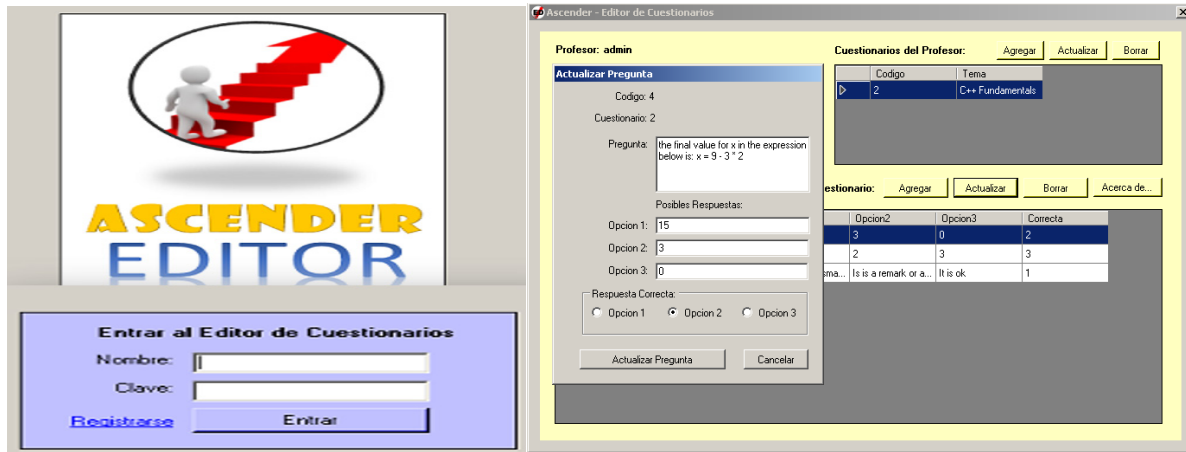 ASCENDER
EDITOR
Entrar al Editor de Cuestionarios
Nombre:
Clave:
Registrarse
Entrar
Ascender - Editor de Cuestionarios
Profesor: admin
Cuestionarios del Profesor:
Agregar
Actualizar
Borrar
Codigo Tema
2 C++ Fundamentals
Actualizar Pregunta
Codigo: 4
Cuestionario: 2
Pregunta:
the final value for x in the expression
below is: x = 9 - 3 * 2
Posibles Respuestas:
Opcion 1: 15
Opcion 2: 3
Opcion 3: 0
Respuesta Correcta:
Opcion 1 Opcion 2 Opcion 3
Actualizar Pregunta
Cancelar
estionario:
Agregar
Actualizar
Borrar
Acerca de...
Opcion2 Opcion3 Correcta
3 0 2
2 3 3
sma... Is is a remark or a... It is ok 1